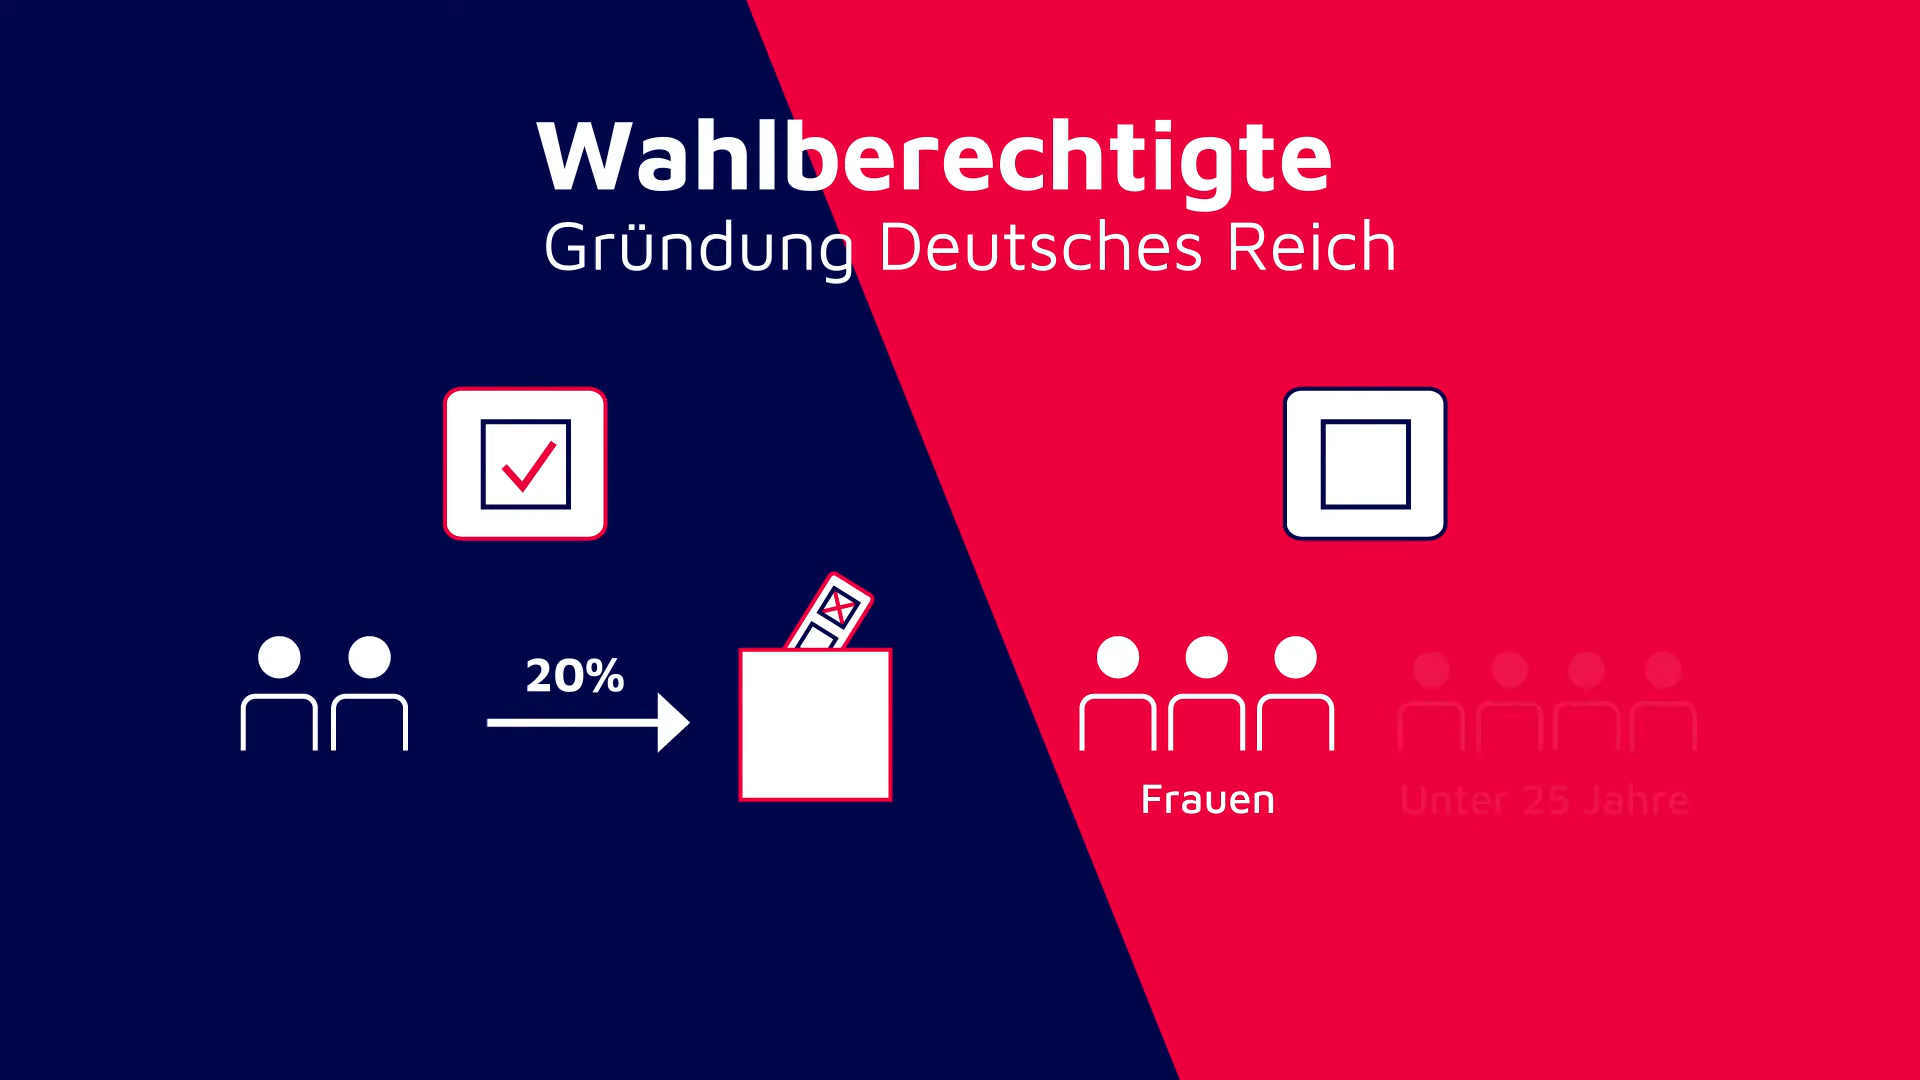 Wahlberechtigte
Gründung Deutsches Reich
20%
Frauen
Unter 25 Jahre